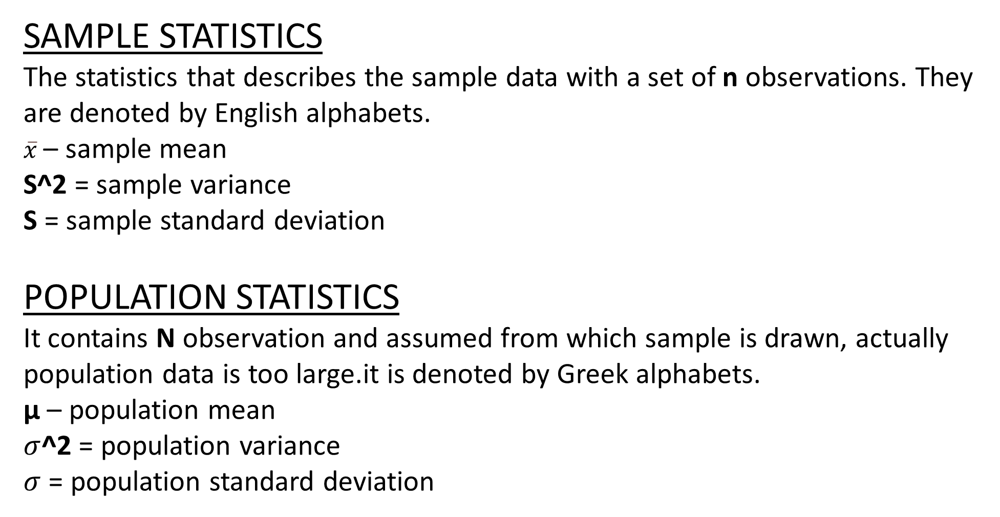 SAMPLE STATISTICS
The statistics that describes the sample data with a set of n observations. They
are denoted by English alphabets.
x̄ – sample mean
S^2 = sample variance
S = sample standard deviation
POPULATION STATISTICS
It contains N observation and assumed from which sample is drawn, actually
population data is too large.it is denoted by Greek alphabets.
µ – population mean
σ^2 = population variance
σ = population standard deviation